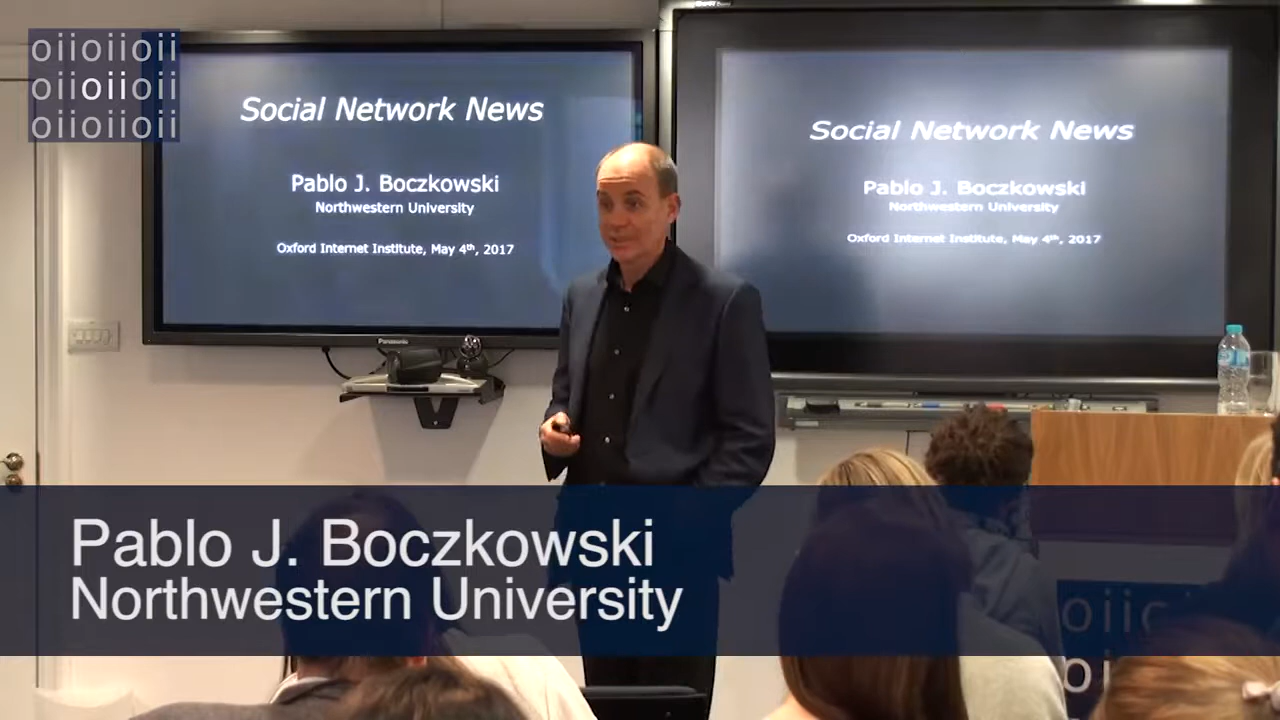 oiioiioii
oiioiioii
oiioiioii
Social Network News
Pablo J. Boczkowski
Northwestern University
Oxford Internet Institute, May 4th, 2017
Panasonic
Social Network News
Pablo J. Boczkowski
Northwestern University
Oxford Internet Institute, May 4th, 2017
Pablo J. Boczkowski
Northwestern University